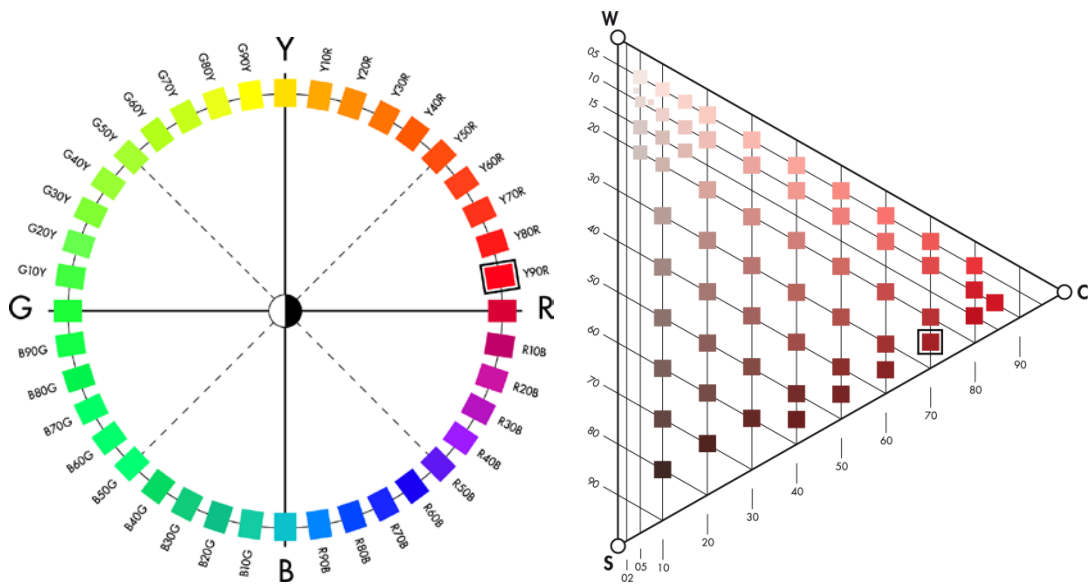 Y
Y10R
Y20R
Y30R
Y40R
Y50R
Y60R
Y70R
Y80R
Y90R
R
R10B
R20B
R30B
R40B
R50B
R60B
R70B
R80B
R90B
B
B10G
B20G
B30G
B40G
B50G
B60G
B70G
B80G
B90G
G
G10Y
G20Y
G30Y
G40Y
G50Y
G60Y
G70Y
G80Y
G90Y
W
05
10
15
20
30
40
50
60
70
80
90
S
02
05
10
20
30
40
50
60
70
80
90
C